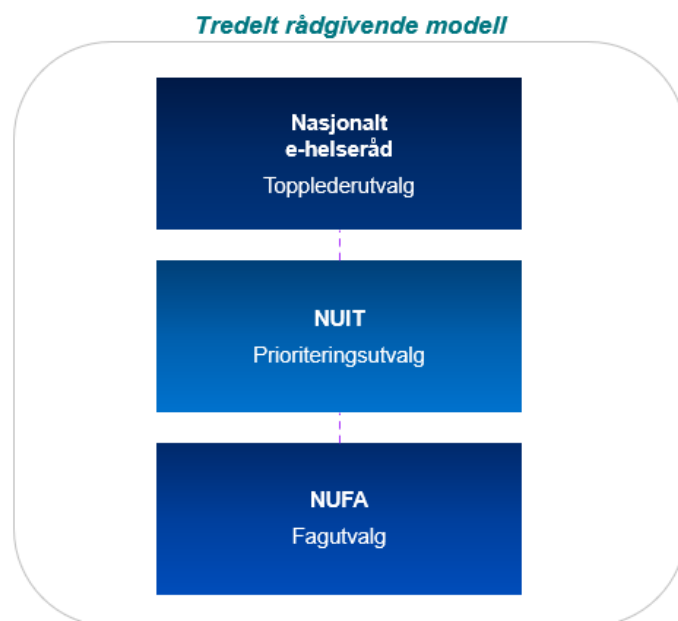 Tredelt rådgivende modell
Nasjonalt
e-helseråd
Topplederutvalg
NUIT
Prioriteringsutvalg
NUFA
Fagutvalg